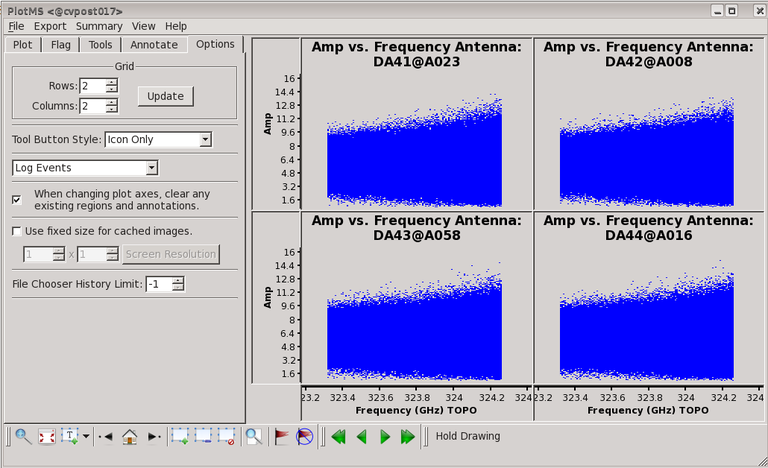 PlotMS <@cvpost017>
File Export Summary View Help
Plot Flag Tools Annotate Options
Grid
Rows: 2
Columns: 2
Update
Tool Button Style: Icon Only
Log Events
When changing plot axes, clear any
existing regions and annotations.
Use fixed size for cached images.
1 x 1 Screen Resolution
File Chooser History Limit: -1
Amp vs. Frequency Antenna:
DA41@A023
Amp vs. Frequency Antenna:
DA42@A008
16
14.4
12.8
11.2
9.6
8
6.4
4.8
3.2
1.6
Amp
Amp vs. Frequency Antenna:
DA43@A058
Amp vs. Frequency Antenna:
DA44@A016
16
14.4
12.8
11.2
9.6
8
6.4
4.8
3.2
1.6
Amp
23.2 323.4 323.6 323.8 324 324.2 324
Frequency (GHz) TOPO
23.2 323.4 323.6 323.8 324 324.2 324
Frequency (GHz) TOPO
T
Hold Drawing